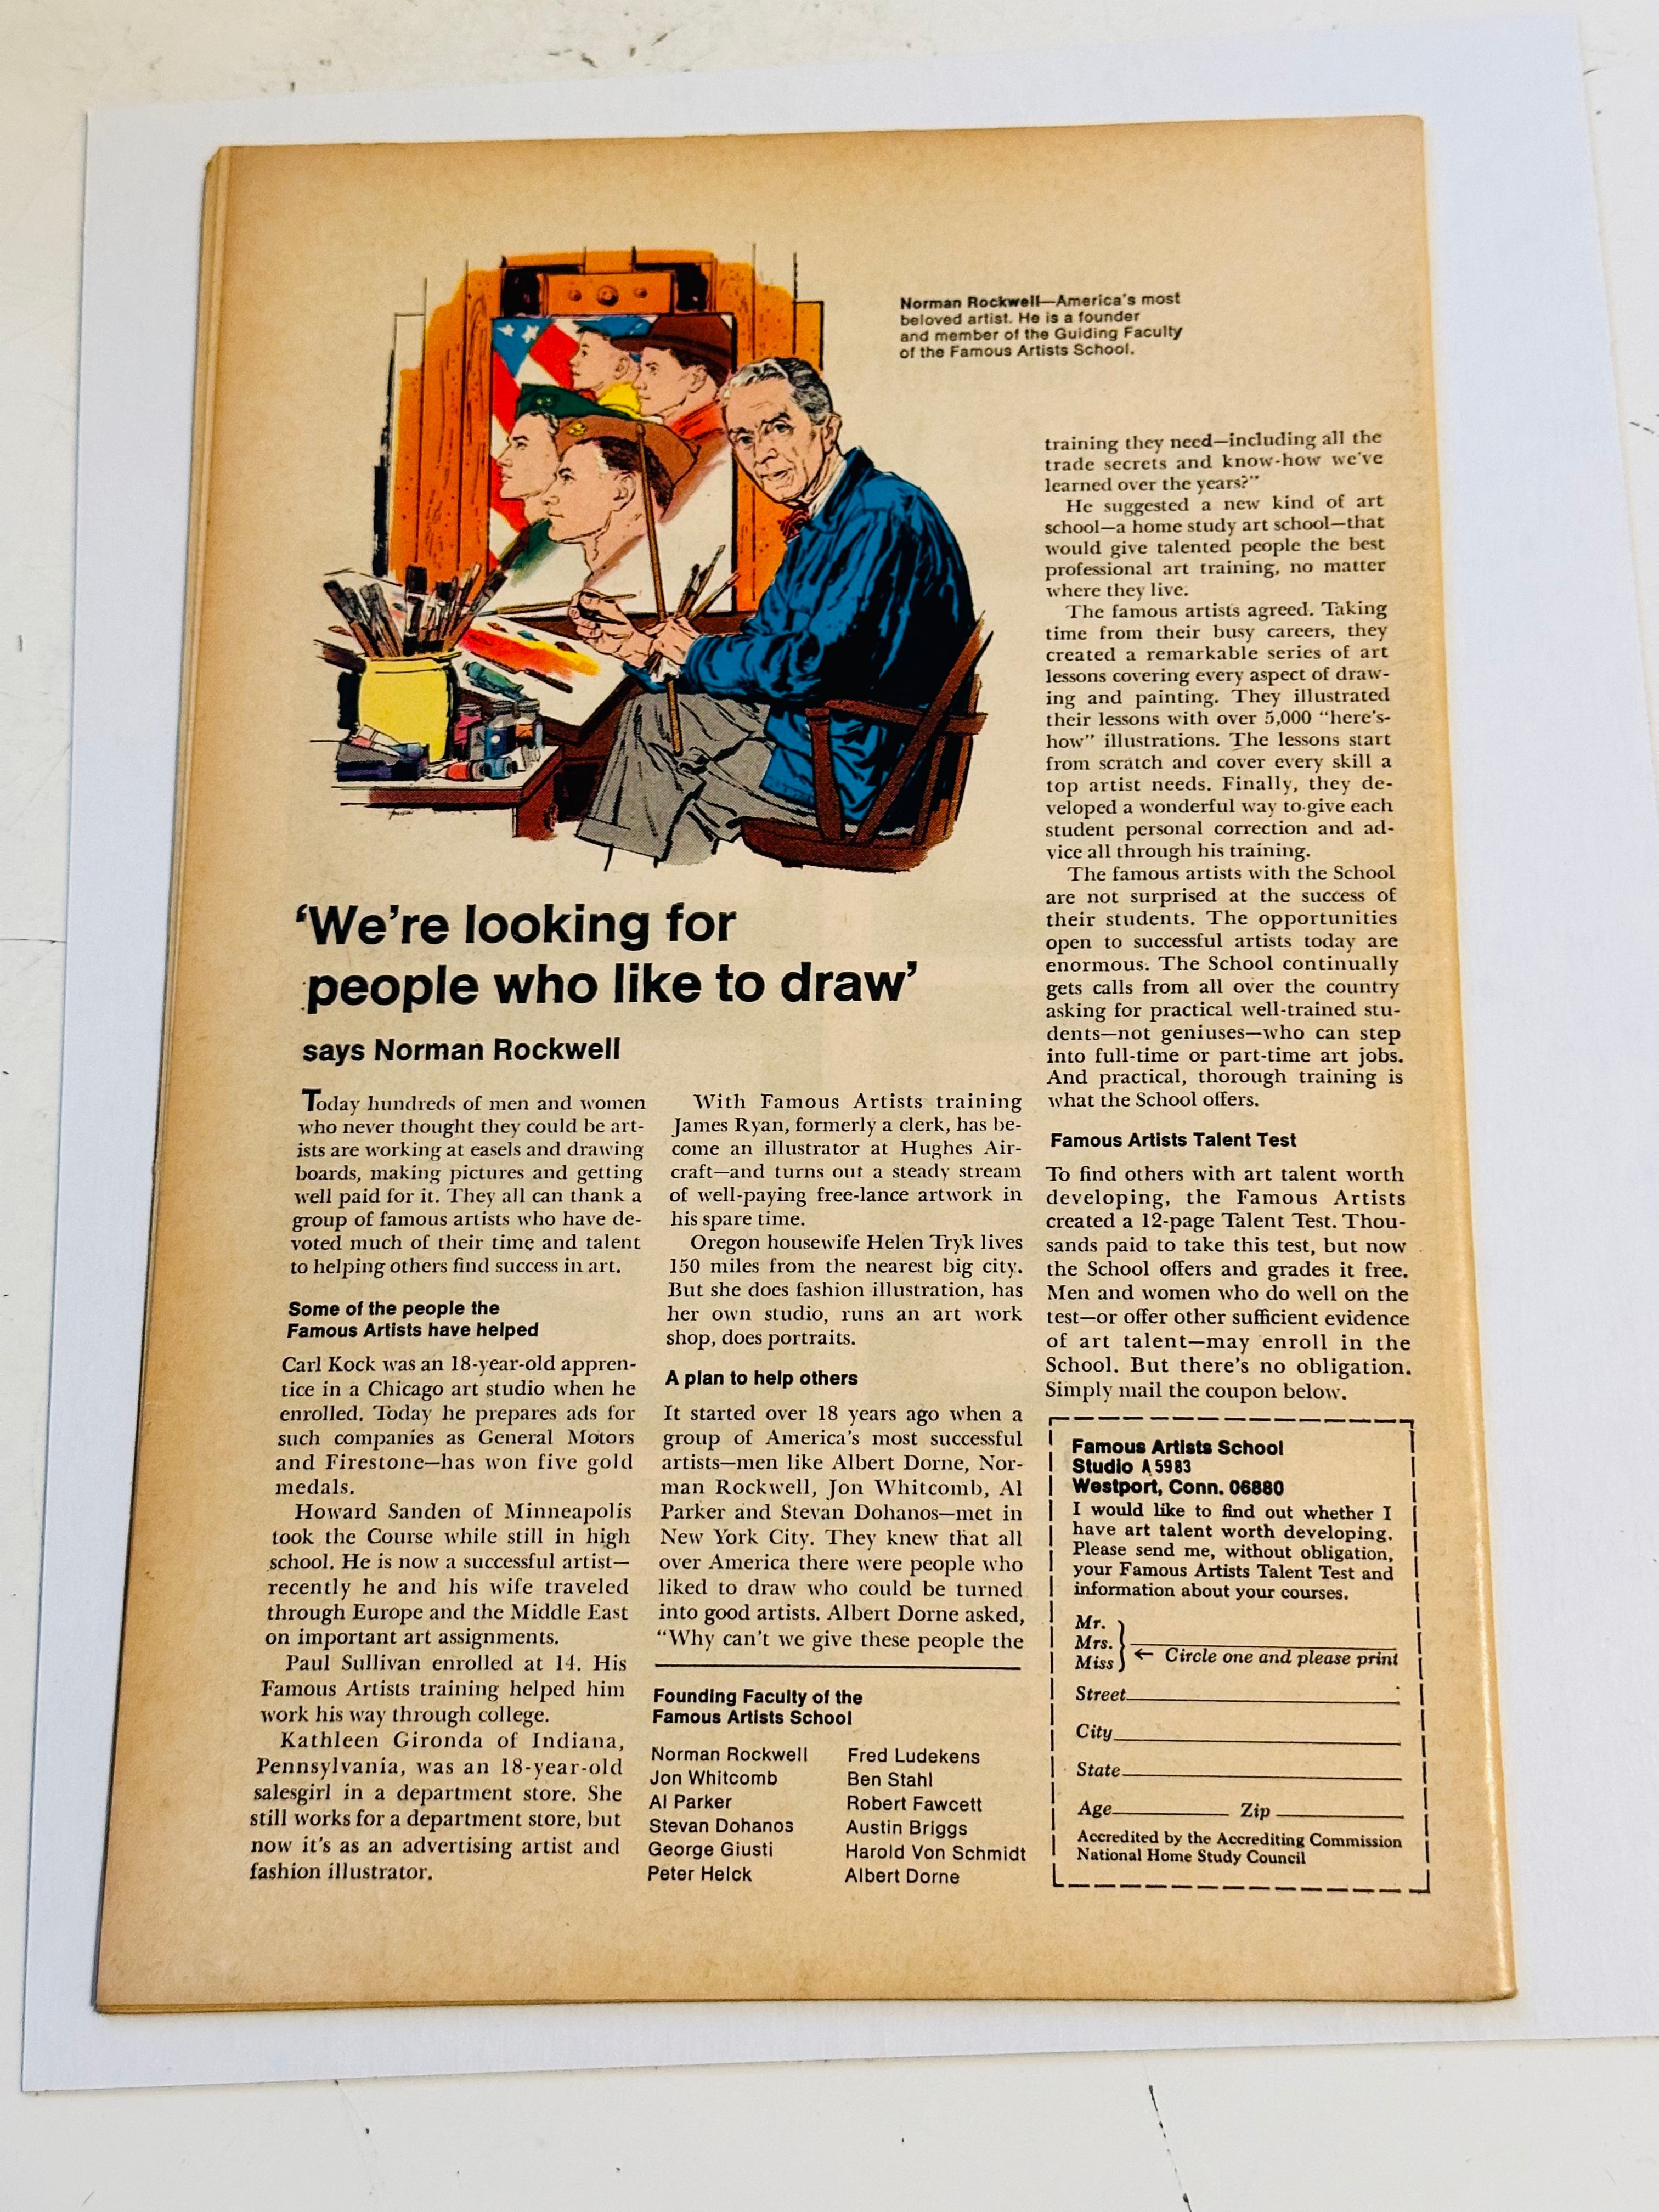 Norman Rockwell—America's most
beloved artist. He is a founder
and member of the Guiding Faculty
of the Famous Artists School.
'We're looking for
people who like to draw'
says Norman Rockwell
Today hundreds of men and women
who never thought they could be art-
ists are working at easels and drawing
boards, making pictures and getting
well paid for it. They all can thank a
group of famous artists who have de-
voted much of their time and talent
to helping others find success in art.
Some of the people the
Famous Artists have helped
Carl Kock was an 18-year-old appren-
tice in a Chicago art studio when he
enrolled. Today he prepares ads for
such companies as General Motors
and Firestone—has won five gold
medals.
Howard Sanden of Minneapolis
took the Course while still in high
school. He is now a successful artist—
recently he and his wife traveled
through Europe and the Middle East
on important art assignments.
Paul Sullivan enrolled at 14. His
Famous Artists training helped him
work his way through college.
Kathleen Gironda of Indiana,
Pennsylvania, was an 18-year-old
salesgirl in a department store. She
still works for a department store, but
now it's as an advertising artist and
fashion illustrator.
With Famous Artists training
James Ryan, formerly a clerk, has be-
come an illustrator at Hughes Air-
craft—and turns out a steady stream
of well-paying free-lance artwork in
his spare time.
Oregon housewife Helen Tryk lives
150 miles from the nearest big city.
But she does fashion illustration, has
her own studio, runs an art work
shop, does portraits.
A plan to help others
It started over 18 years ago when a
group of America's most successful
artists—men like Albert Dorne, Nor-
man Rockwell, Jon Whitcomb, Al
Parker and Stevan Dohanos—met in
New York City. They knew that all
over America there were people who
liked to draw who could be turned
into good artists. Albert Dorne asked,
"Why can't we give these people the
training they need—including all the
trade secrets and know-how we've
learned over the years?"
He suggested a new kind of art
school—a home study art school—that
would give talented people the best
professional art training, no matter
where they live.
The famous artists agreed. Taking
time from their busy careers, they
created a remarkable series of art
lessons covering every aspect of draw-
ing and painting. They illustrated
their lessons with over 5,000 "here's-
how" illustrations. The lessons start
from scratch and cover every skill a
top artist needs. Finally, they de-
veloped a wonderful way to give each
student personal correction and ad-
vice all through his training.
The famous artists with the School
are not surprised at the success of
their students. The opportunities
open to successful artists today are
enormous. The School continually
gets calls from all over the country
asking for practical well-trained stu-
dents—not geniuses—who can step
into full-time or part-time art jobs.
And practical, thorough training is
what the School offers.
Famous Artists Talent Test
To find others with art talent worth
developing, the Famous Artists
created a 12-page Talent Test. Thou-
sands paid to take this test, but now
the School offers and grades it free.
Men and women who do well on the
test—or offer other sufficient evidence
of art talent—may enroll in the
School. But there's no obligation.
Simply mail the coupon below.
Founding Faculty of the
Famous Artists School
Norman Rockwell
Jon Whitcomb
Al Parker
Stevan Dohanos
George Giusti
Peter Helck
Fred Ludekens
Ben Stahl
Robert Fawcett
Austin Briggs
Harold Von Schmidt
Albert Dorne
Famous Artists School
Studio A5983
Westport, Conn. 06880
I would like to find out whether I
have art talent worth developing.
Please send me, without obligation,
your Famous Artists Talent Test and
information about your courses.
Mr.
Mrs.
Miss
← Circle one and please print
Street
City
State
Age Zip
Accredited by the Accrediting Commission
National Home Study Council